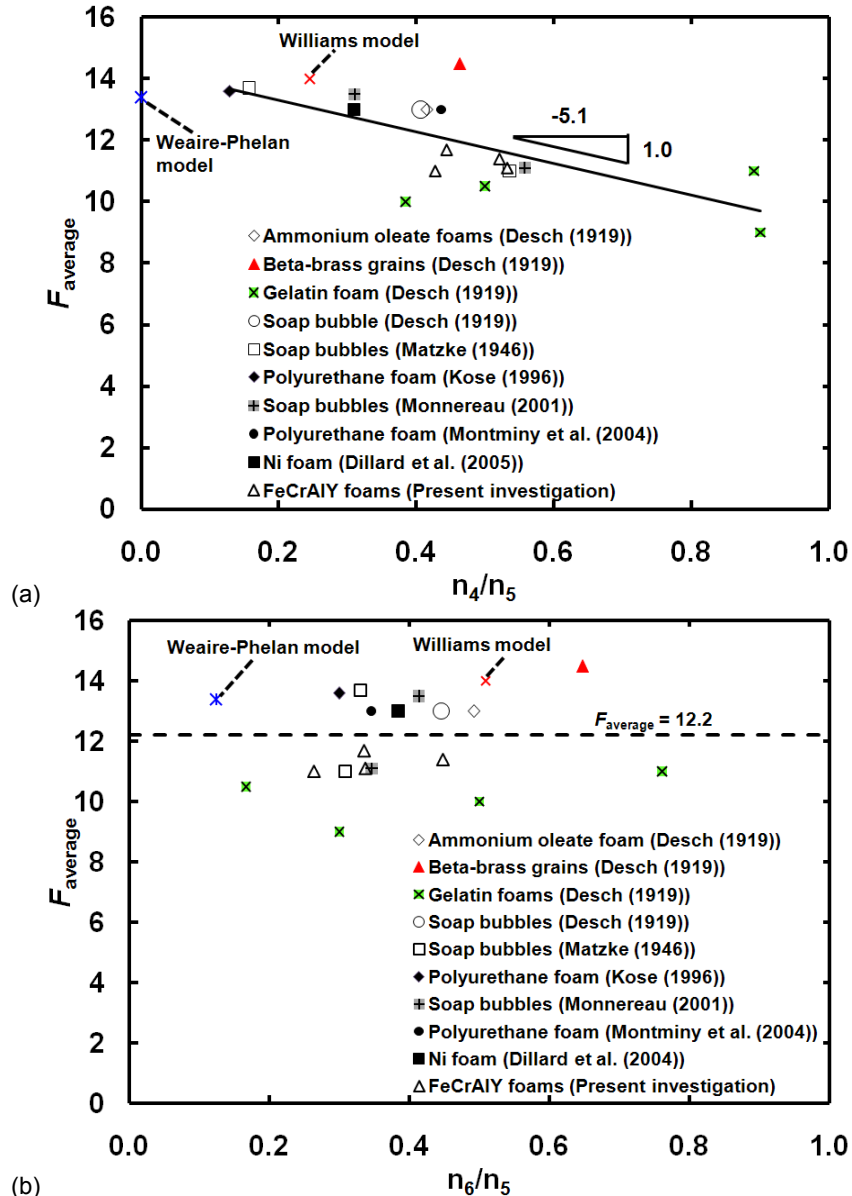 16
14
12
10
8
6
4
2
0
F average
Williams model
Weaire-Phelan
model
-5.1
1.0
Ammonium oleate foams (Desch (1919))
Beta-brass grains (Desch (1919))
Gelatin foam (Desch (1919))
Soap bubble (Desch (1919))
Soap bubbles (Matzke (1946))
Polyurethane foam (Kose (1996))
Soap bubbles (Monnereau (2001))
Polyurethane foam (Montminy et al. (2004))
Ni foam (Dillard et al. (2005))
FeCrAlY foams (Present investigation)
0.0 0.2 0.4 0.6 0.8 1.0
n4/n5
(a)
16
14
12
10
8
6
4
2
0
F average
Weaire-Phelan model
Williams model
F average = 12.2
Ammonium oleate foam (Desch (1919))
Beta-brass grains (Desch (1919))
Gelatin foams (Desch (1919))
Soap bubbles (Desch (1919))
Soap bubbles (Matzke (1946))
Polyurethane foam (Kose (1996))
Soap bubbles (Monnereau (2001))
Polyurethane foam (Montminy et al. (2004))
Ni foam (Dillard et al. (2004))
FeCrAlY foams (Present investigation)
0.0 0.2 0.4 0.6 0.8 1.0
n6/n5
(b)